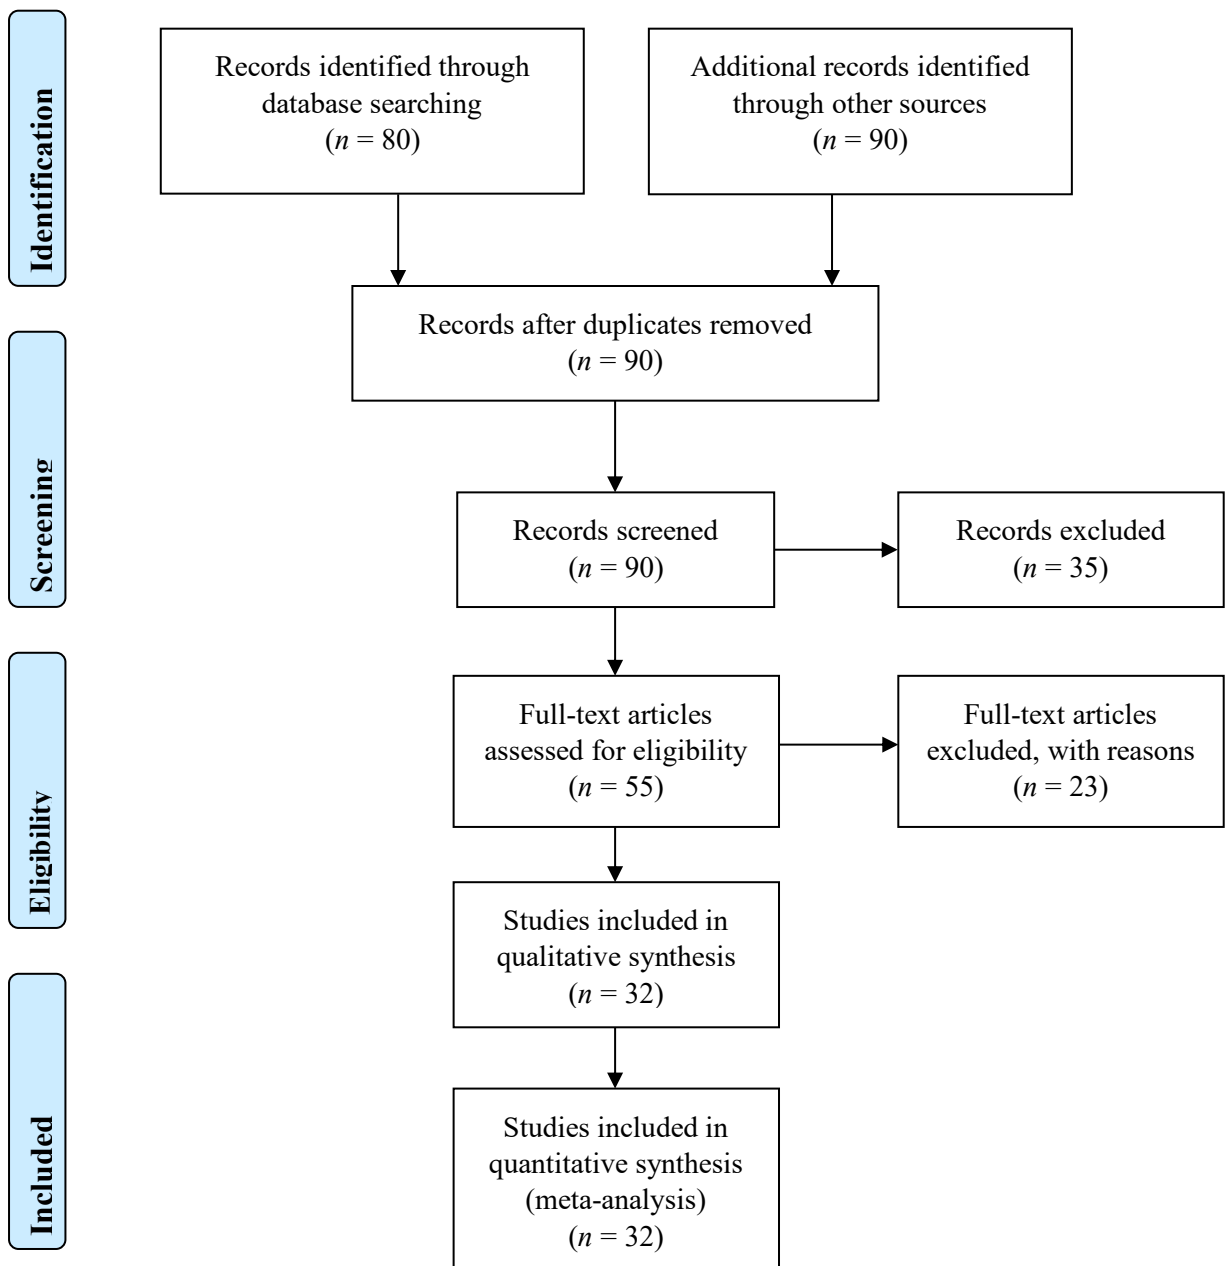 Identification
Records identified through
database searching
(n = 80)
Additional records identified
through other sources
(n = 90)
Records after duplicates removed
(n = 90)
Screening
Records screened
(n = 90)
Records excluded
(n = 35)
Eligibility
Full-text articles
assessed for eligibility
(n = 55)
Full-text articles
excluded, with reasons
(n = 23)
Studies included in
qualitative synthesis
(n = 32)
Included
Studies included in
quantitative synthesis
(meta-analysis)
(n = 32)